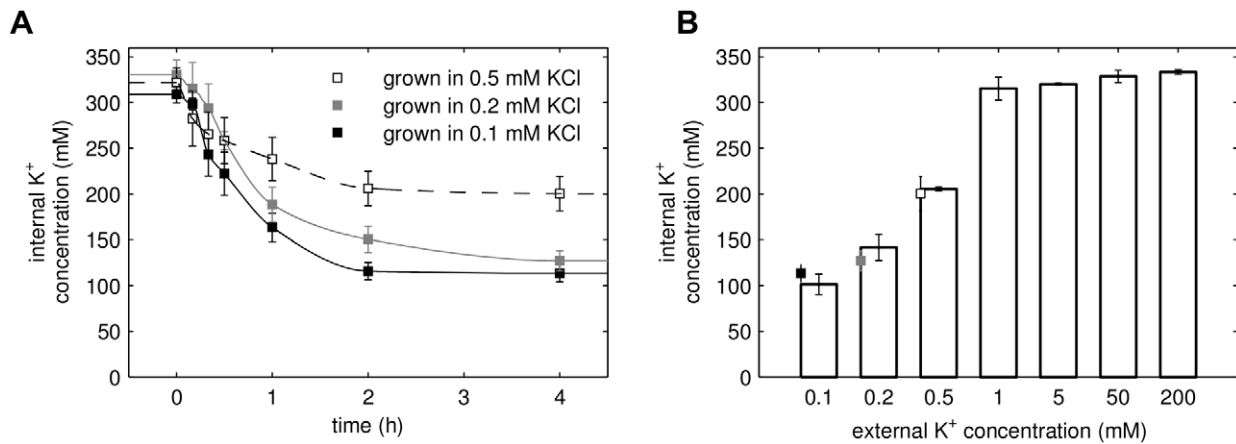 A
internal K+
concentration (mM)
350
300
250
200
150
100
50
0
0
1
2
3
4
time (h)
grown in 0.5 mM KCl
grown in 0.2 mM KCl
grown in 0.1 mM KCl
B
internal K+
concentration (mM)
350
300
250
200
150
100
50
0
0.1
0.2
0.5
1
5
50
200
external K+ concentration (mM)